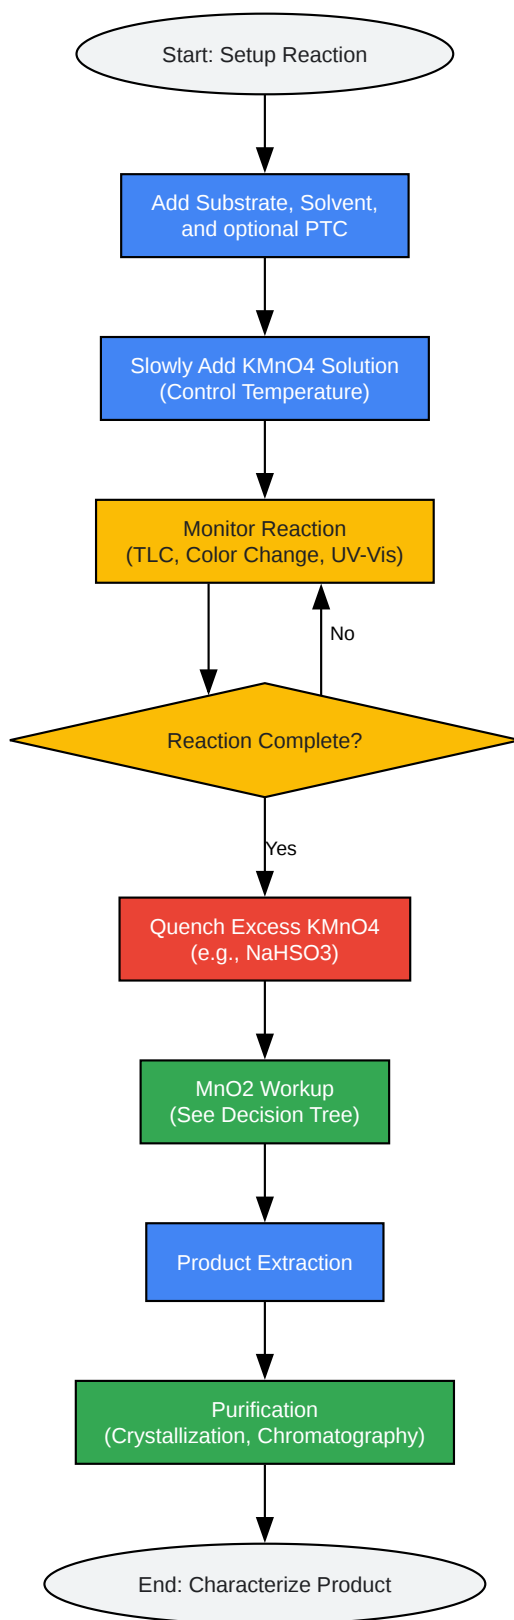 Start: Setup Reaction
Add Substrate, Solvent,
and optional PTC
Slowly Add KMnO4 Solution
(Control Temperature)
Monitor Reaction
(TLC, Color Change, UV-Vis)
No
Reaction Complete?
Yes
Quench Excess KMnO4
(e.g., NaHSO3)
MnO2 Workup
(See Decision Tree)
Product Extraction
Purification
(Crystallization, Chromatography)
End: Characterize Product